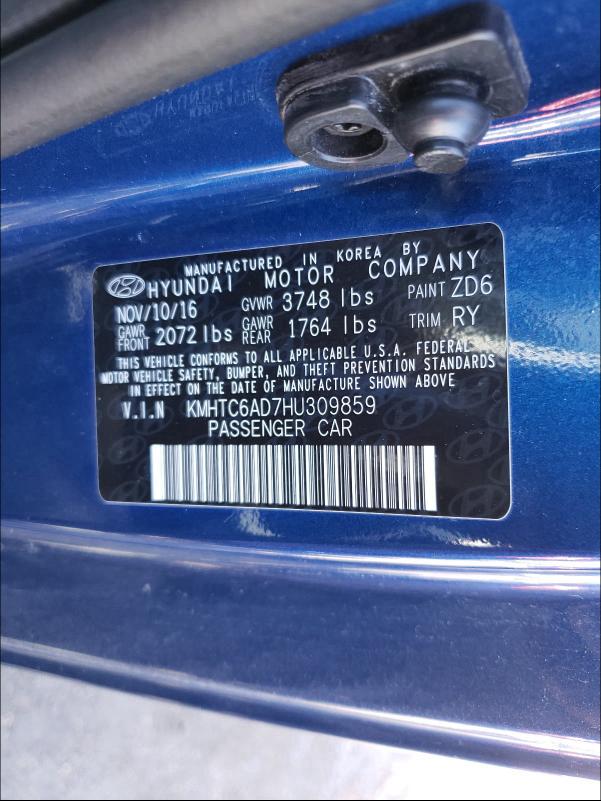 MANUFACTURED IN KOREA BY
HYUNDAI MOTOR COMPANY
NOV/10/16 GVWR 3748 lbs PAINT ZD6
GAWR FRONT 2072 lbs GAWR REAR 1764 lbs TRIM RY
THIS VEHICLE CONFORMS TO ALL APPLICABLE U.S.A. FEDERAL
MOTOR VEHICLE SAFETY, BUMPER, AND THEFT PREVENTION STANDARDS
IN EFFECT ON THE DATE OF MANUFACTURE SHOWN ABOVE
V.I.N KMHTC6AD7HU309859
PASSENGER CAR